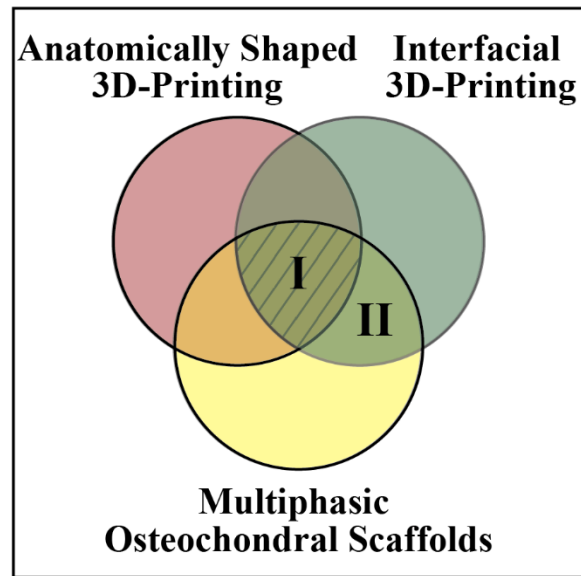 Anatomically Shaped
3D-Printing
Interfacial
3D-Printing
I
II
Multiphasic
Osteochondral Scaffolds